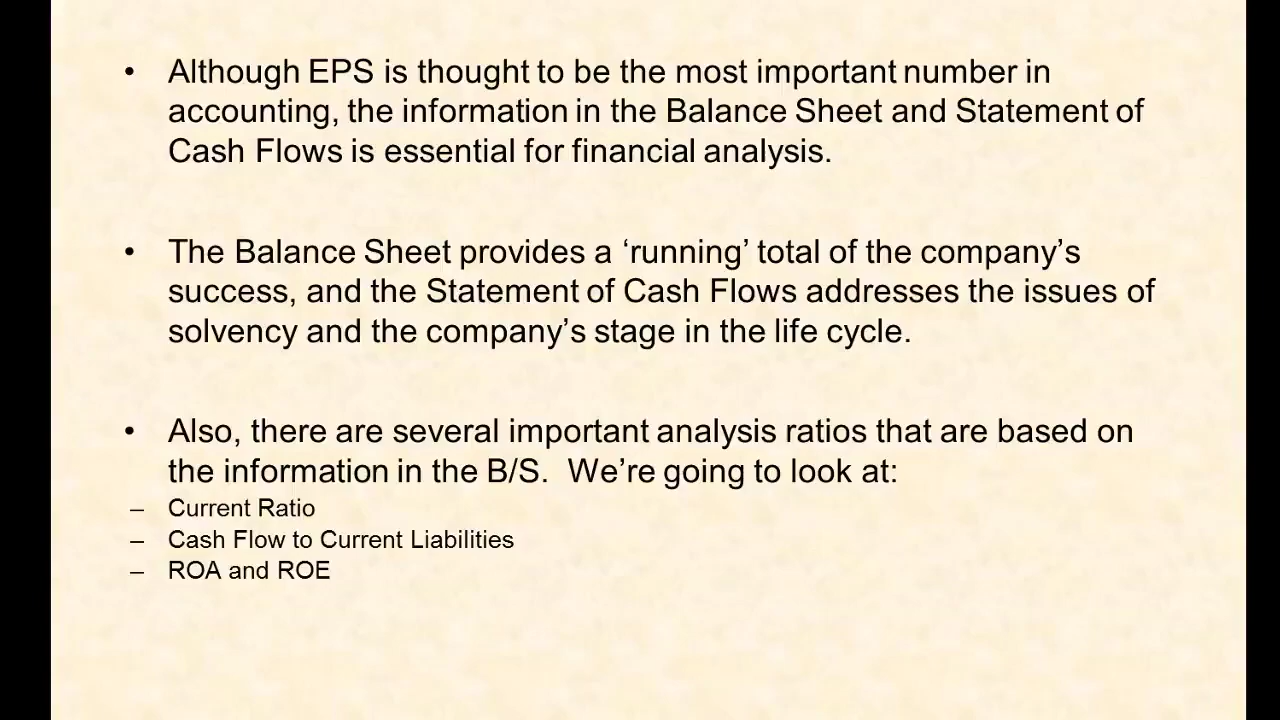 • Although EPS is thought to be the most important number in
accounting, the information in the Balance Sheet and Statement of
Cash Flows is essential for financial analysis.
• The Balance Sheet provides a ‘running’ total of the company’s
success, and the Statement of Cash Flows addresses the issues of
solvency and the company’s stage in the life cycle.
• Also, there are several important analysis ratios that are based on
the information in the B/S.  We’re going to look at:
– Current Ratio
– Cash Flow to Current Liabilities
– ROA and ROE